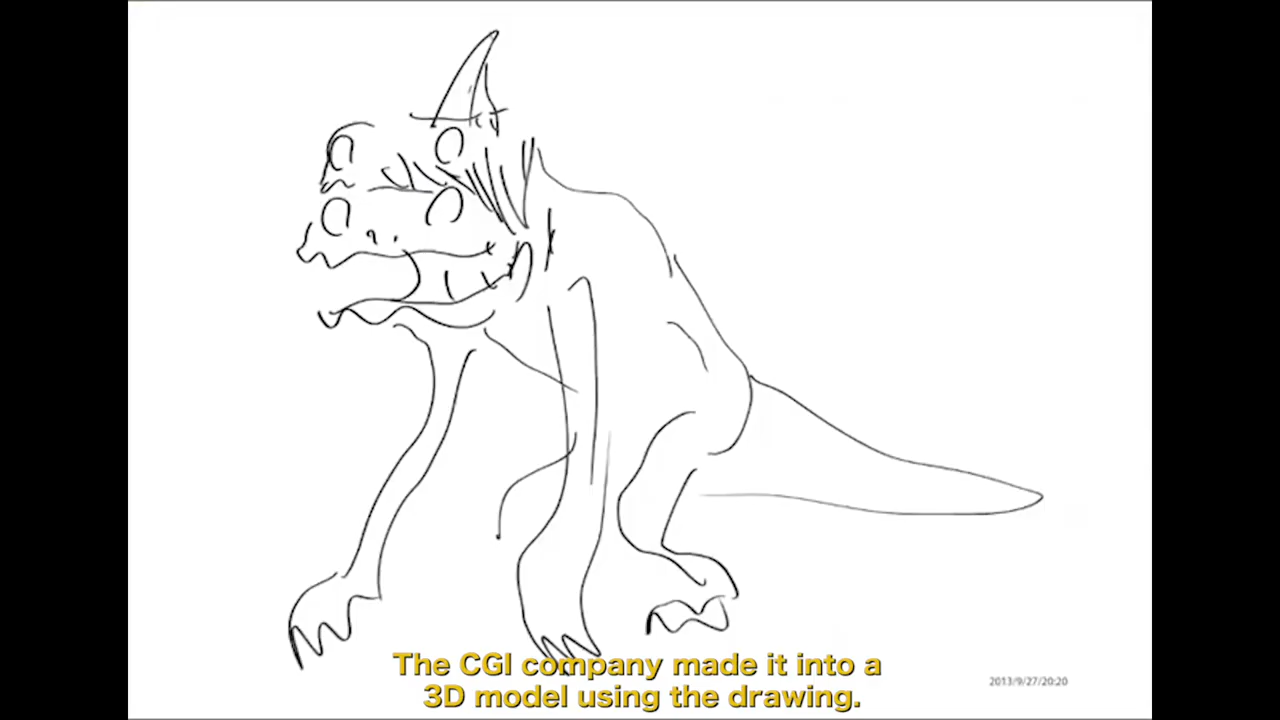 The CGI company made it into a
3D model using the drawing.
2013/9/27/20:20